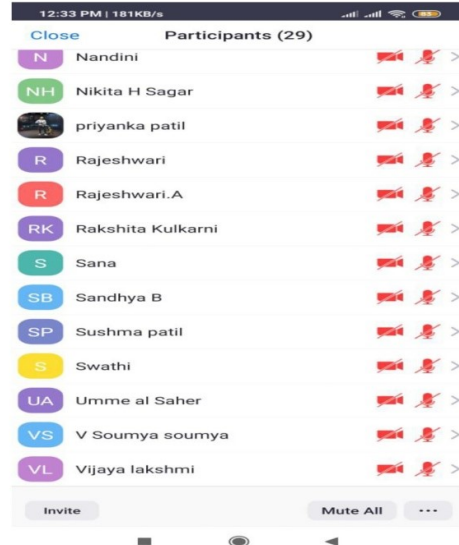 12:33 PM | 181KB/s 83
Close Participants (29)
N Nandini
NH Nikita H Sagar
priyanka patil
R Rajeshwari
R Rajeshwari.A
RK Rakshita Kulkarni
S Sana
SB Sandhya B
SP Sushma patil
S Swathi
UA Umme al Saher
VS V Soumya soumya
VL Vijaya lakshmi
Invite Mute All ...